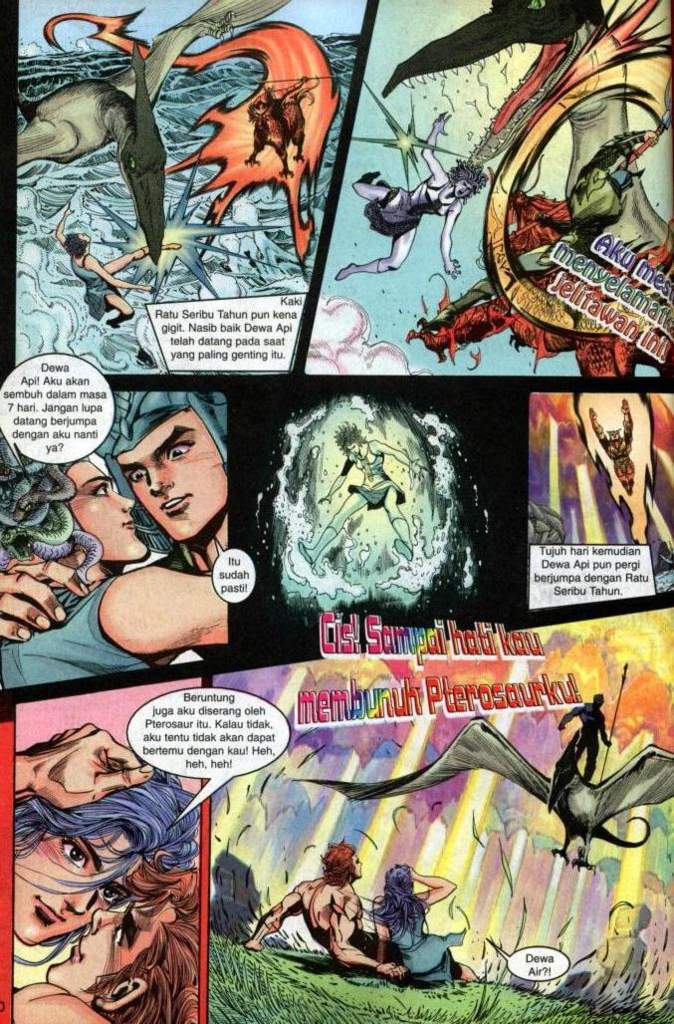 Kaki
Ratu Seribu Tahun pun kena
gigit. Nasib baik Dewa Api
telah datang pada saat
yang paling genting itu.
Aku
menyelamat
jelitawan ini!
Dewa
Api! Aku akan
sembuh dalam masa
7 hari. Jangan lupa
datang berjumpa
dengan aku nanti
ya?
Itu
sudah
pasti!
Tujuh hari kemudian
Dewa Api pun pergi
berjumpa dengan Ratu
Seribu Tahun.
Cis! Sampai hati kau
membunuh Pterosaurku!
Beruntung
juga aku diserang oleh
Pterosaur itu. Kalau tidak,
aku tentu tidak akan dapat
bertemu dengan kau! Heh,
heh, heh!
Dewa
Air?!